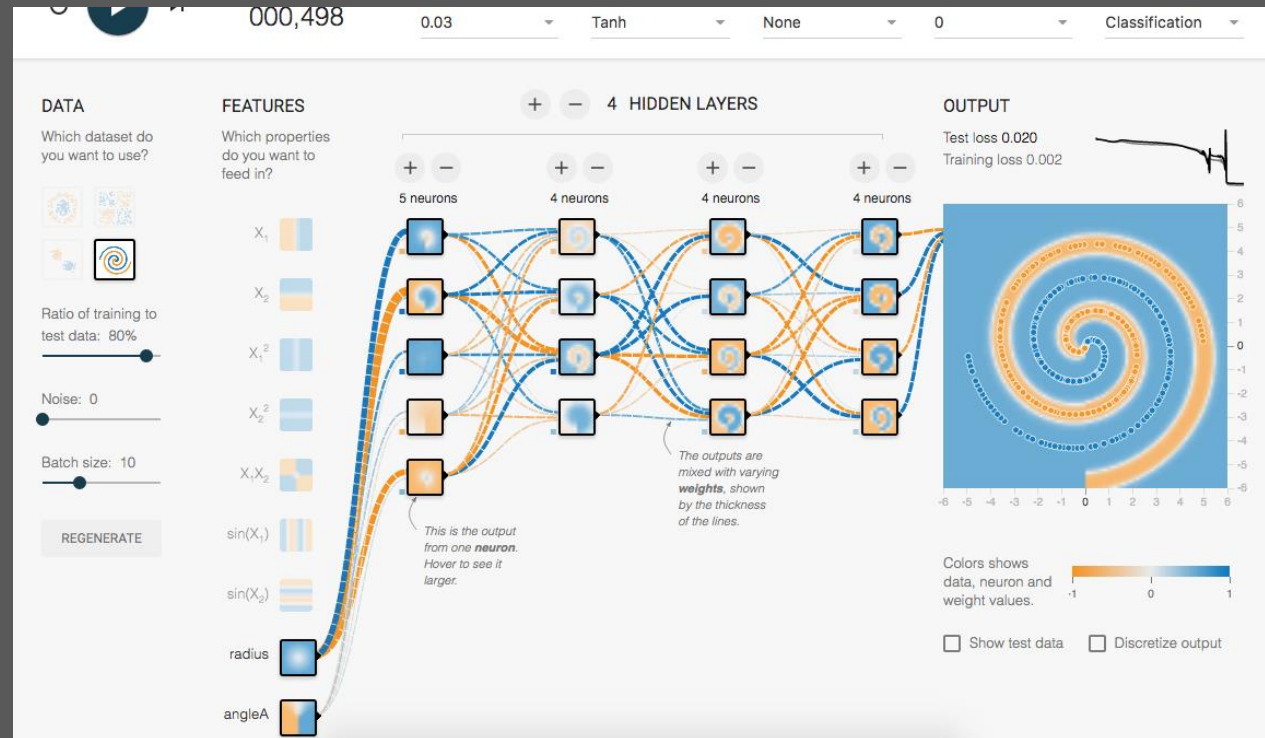 000,498
0.03
Tanh
None
0
Classification
DATA
Which dataset do
you want to use?
Ratio of training to
test data: 80%
Noise: 0
Batch size: 10
REGENERATE
FEATURES
Which properties
do you want to
feed in?
X₁
X₂
X₁²
X₂²
X₁X₂
sin(X₁)
sin(X₂)
radius
angleA
+ − 4 HIDDEN LAYERS
+ − + − + − + −
5 neurons
4 neurons
4 neurons
4 neurons
This is the output
from one neuron.
Hover to see it
larger.
The outputs are
mixed with varying
weights, shown
by the thickness
of the lines.
OUTPUT
Test loss 0.020
Training loss 0.002
6
5
4
3
2
1
0
-1
-2
-3
-4
-5
-6
-6 -5 -4 -3 -2 -1 0 1 2 3 4 5 6
Colors shows
data, neuron and
weight values.
-1 0 1
Show test data
Discretize output